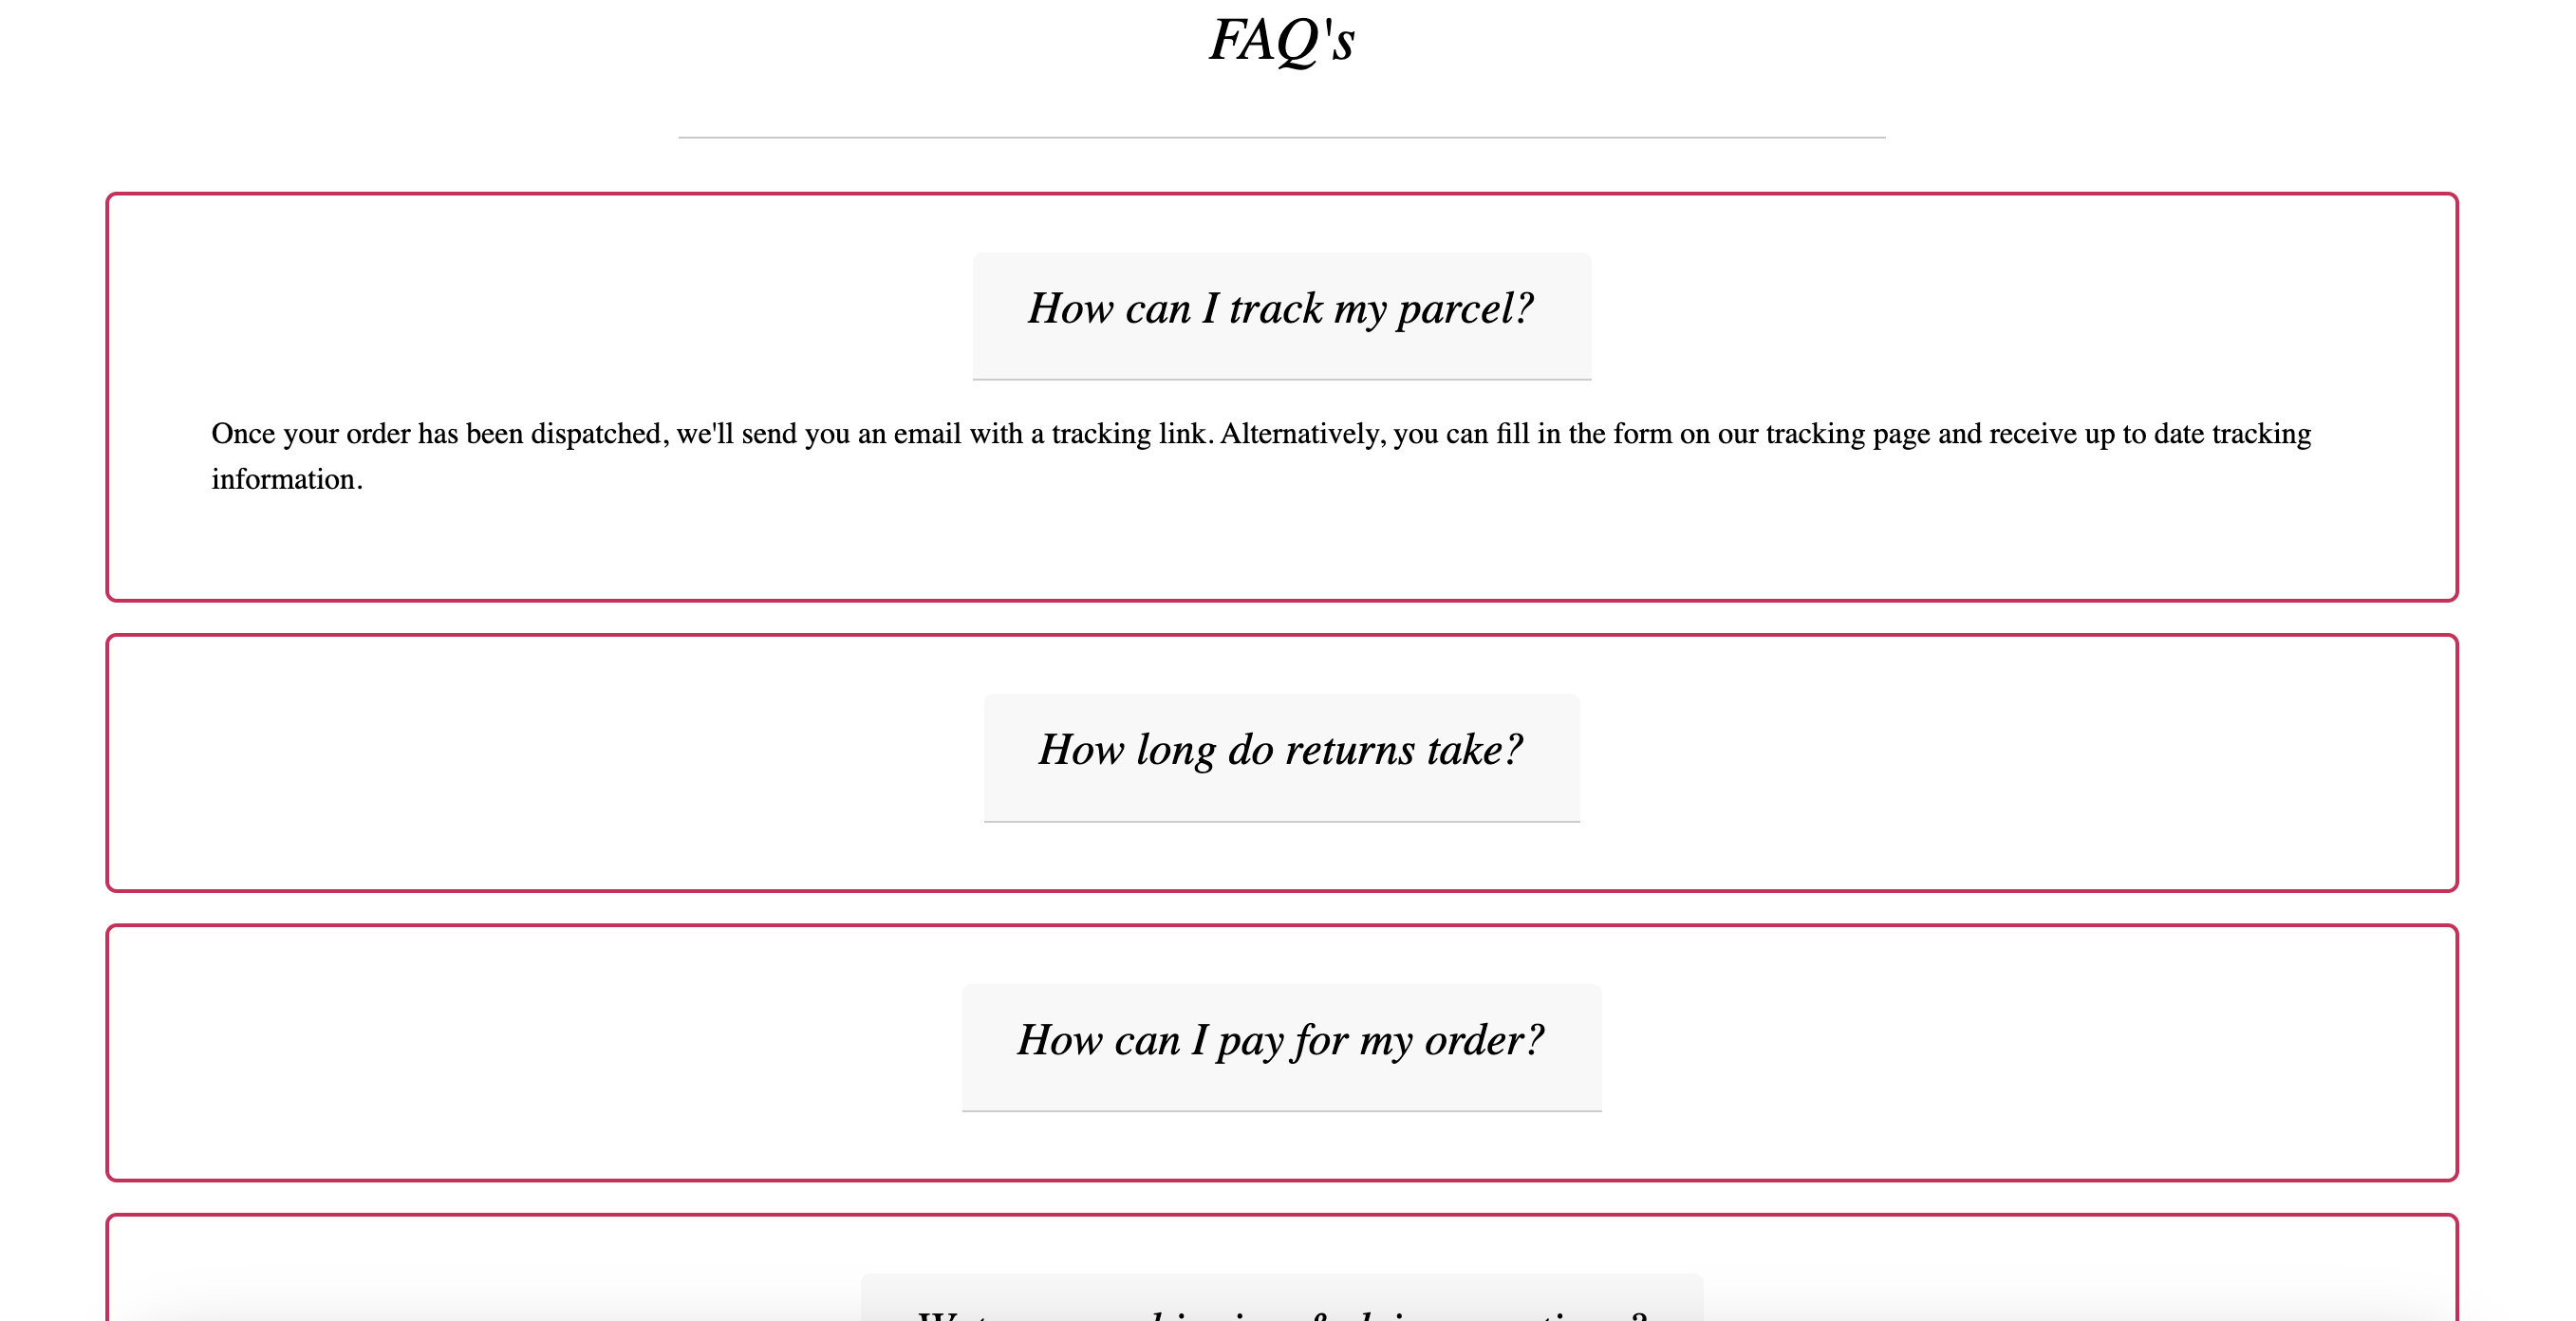 FAQ's
How can I track my parcel?
Once your order has been dispatched, we'll send you an email with a tracking link. Alternatively, you can fill in the form on our tracking page and receive up to date tracking
information.
How long do returns take?
How can I pay for my order?